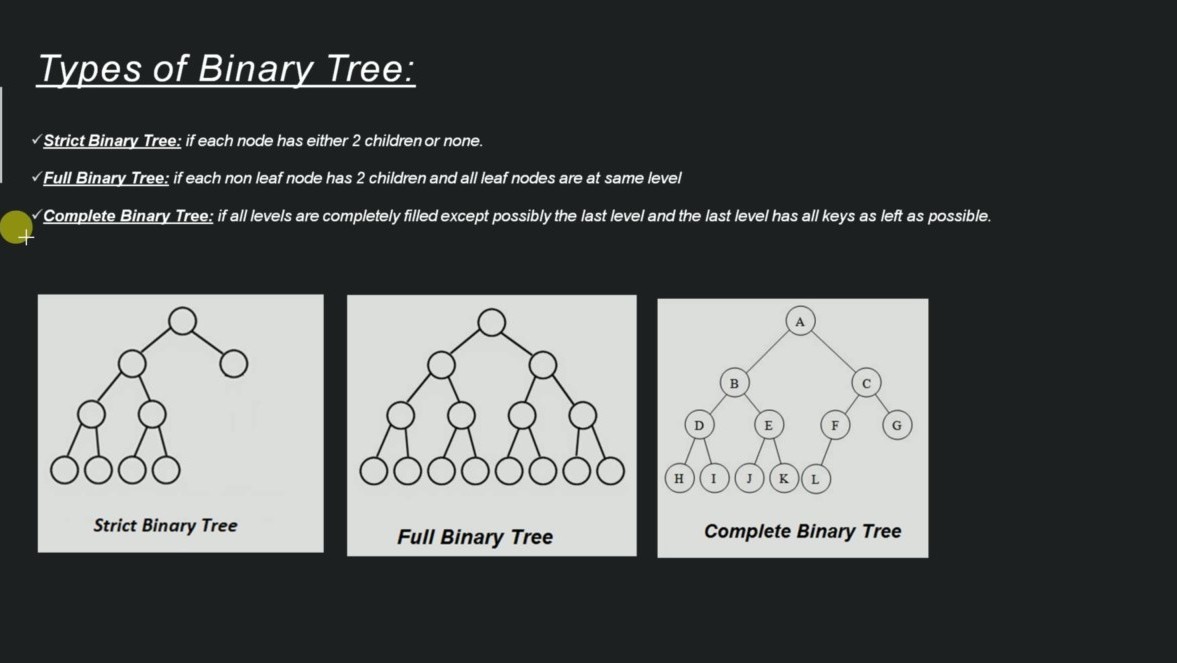 Types of Binary Tree:
✓Strict Binary Tree: if each node has either 2 children or none.
✓Full Binary Tree: if each non leaf node has 2 children and all leaf nodes are at same level
✓Complete Binary Tree: if all levels are completely filled except possibly the last level and the last level has all keys as left as possible.
A
B C
D E F G
H I J K L
Strict Binary Tree
Full Binary Tree
Complete Binary Tree